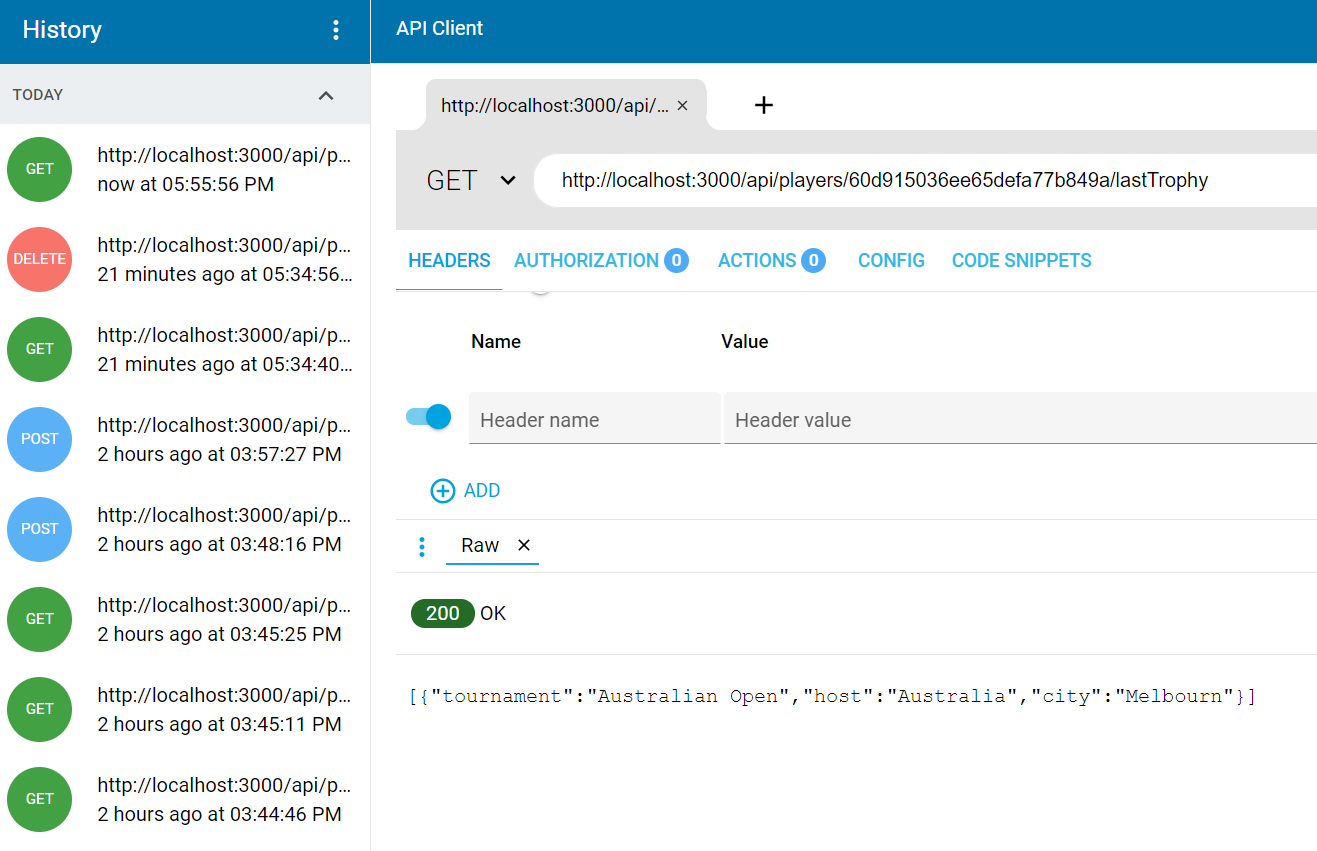 History
TODAY
GET
http://localhost:3000/api/p...
now at 05:55:56 PM
DELETE
http://localhost:3000/api/p...
21 minutes ago at 05:34:56...
GET
http://localhost:3000/api/p...
21 minutes ago at 05:34:40...
POST
http://localhost:3000/api/p...
2 hours ago at 03:57:27 PM
POST
http://localhost:3000/api/p...
2 hours ago at 03:48:16 PM
GET
http://localhost:3000/api/p...
2 hours ago at 03:45:25 PM
GET
http://localhost:3000/api/p...
2 hours ago at 03:45:11 PM
GET
http://localhost:3000/api/p...
2 hours ago at 03:44:46 PM
API Client
http://localhost:3000/api/...
GET http://localhost:3000/api/players/60d915036ee65defa77b849a/lastTrophy
HEADERS AUTHORIZATION 0 ACTIONS 0 CONFIG CODE SNIPPETS
Name Value
Header name Header value
ADD
Raw
200 OK
[{"tournament":"Australian Open","host":"Australia","city":"Melbourn"}]